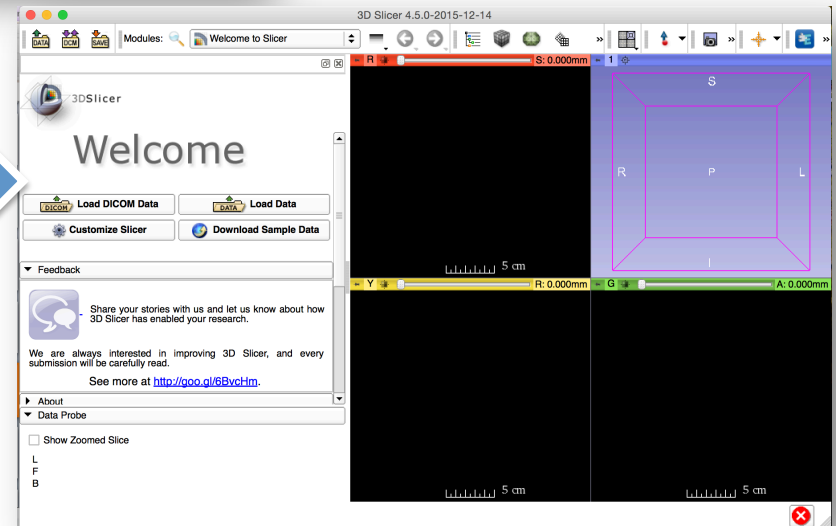 3D Slicer 4.5.0-2015-12-14
DATA DCM SAVE Modules: Welcome to Slicer
3DSlicer
Welcome
DICOM Load DICOM Data DATA Load Data
Customize Slicer Download Sample Data
Feedback
Share your stories with us and let us know about how
3D Slicer has enabled your research.
We are always interested in improving 3D Slicer, and every
submission will be carefully read.
See more at http://goo.gl/6BvcHm.
About
Data Probe
Show Zoomed Slice
L
F
B
R S: 0.000mm
5 cm
1
S
R P L
I
Y R: 0.000mm
5 cm
G A: 0.000mm
5 cm